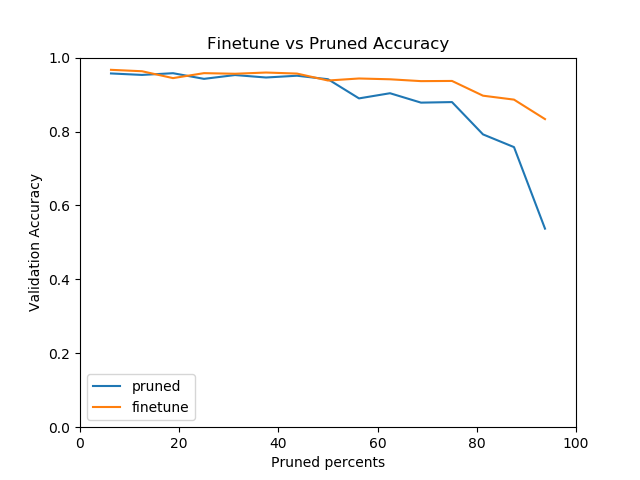 Finetune vs Pruned Accuracy
1.0
0.8
0.6
0.4
0.2
0.0
Validation Accuracy
pruned
finetune
0 20 40 60 80 100
Pruned percents